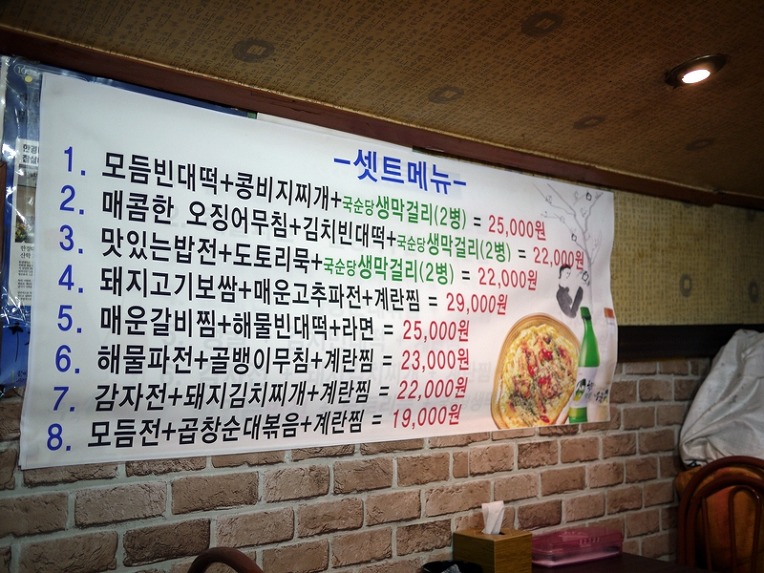 -셋트메뉴-
1. 모듬빈대떡+콩비지찌개+국순당생막걸리(2병) = 25,000원
2. 매콤한 오징어무침+김치빈대떡+국순당생막걸리(2병) = 22,000원
3. 맛있는밥전+도토리묵+국순당생막걸리(2병) = 22,000원
4. 돼지고기보쌈+매운고추파전+계란찜 = 29,000원
5. 매운갈비찜+해물빈대떡+라면 = 25,000원
6. 해물파전+골뱅이무침+계란찜 = 23,000원
7. 감자전+돼지김치찌개+계란찜 = 22,000원
8. 모듬전+곱창순대볶음+계란찜 = 19,000원